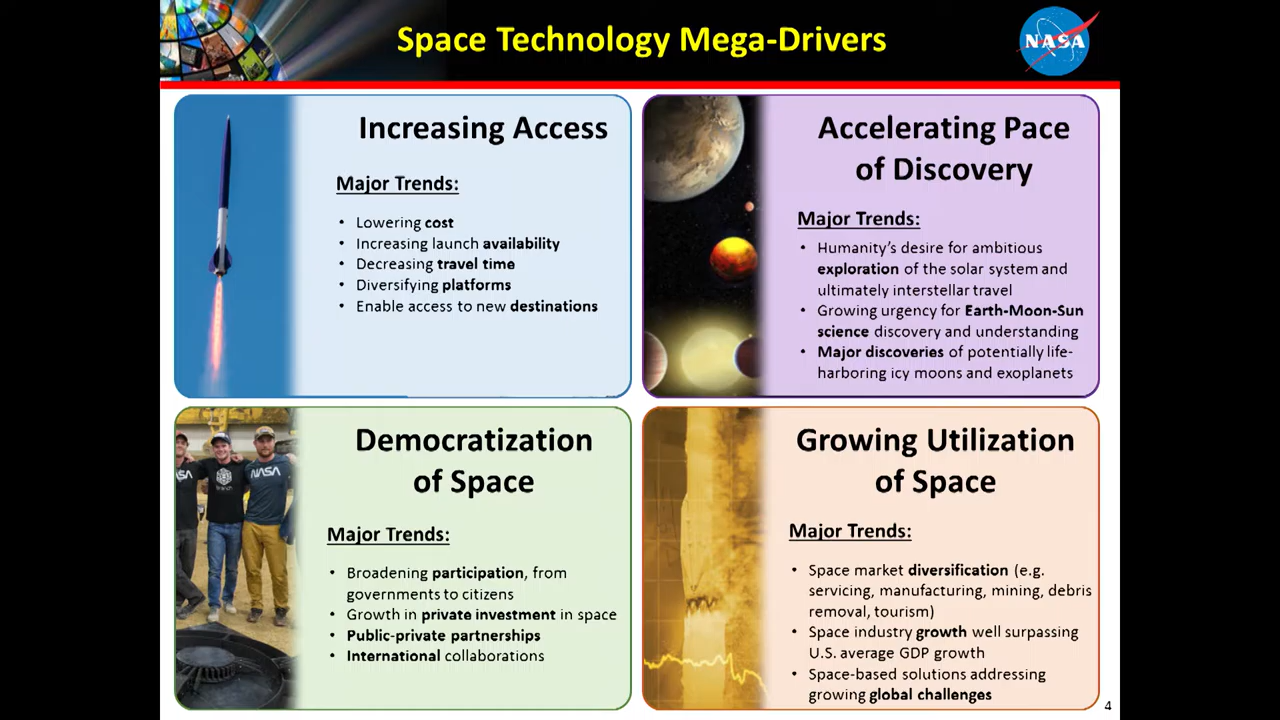 Space Technology Mega-Drivers
NASA
Increasing Access
Major Trends:
• Lowering cost
• Increasing launch availability
• Decreasing travel time
• Diversifying platforms
• Enable access to new destinations
Accelerating Pace
of Discovery
Major Trends:
• Humanity's desire for ambitious
exploration of the solar system and
ultimately interstellar travel
• Growing urgency for Earth-Moon-Sun
science discovery and understanding
• Major discoveries of potentially life-
harboring icy moons and exoplanets
Democratization
of Space
NASA
NASA
Major Trends:
• Broadening participation, from
governments to citizens
• Growth in private investment in space
• Public-private partnerships
• International collaborations
Growing Utilization
of Space
Major Trends:
• Space market diversification (e.g.
servicing, manufacturing, mining, debris
removal, tourism)
• Space industry growth well surpassing
U.S. average GDP growth
• Space-based solutions addressing
growing global challenges
4